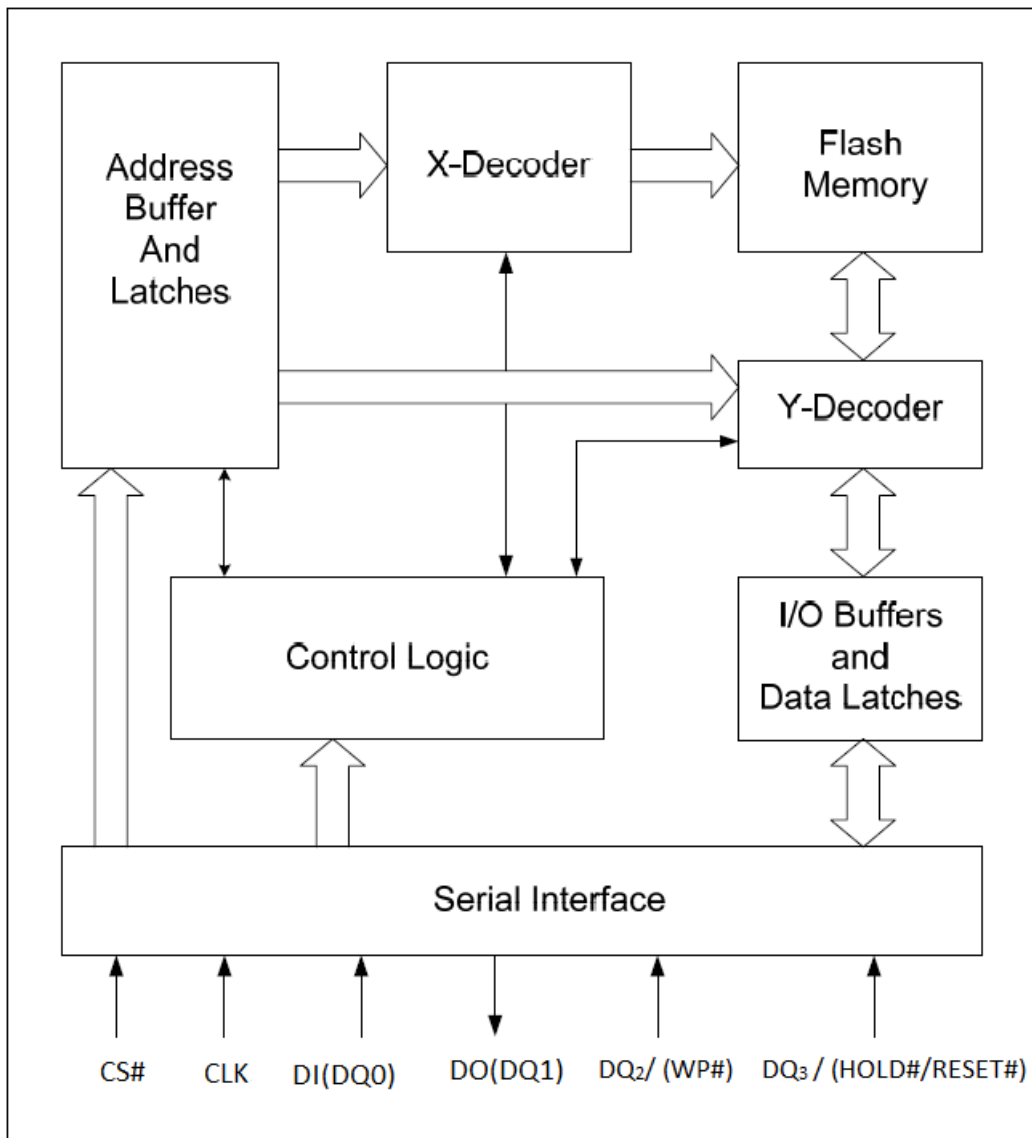 Address
Buffer
And
Latches
X-Decoder
Flash
Memory
Y-Decoder
Control Logic
I/O Buffers
and
Data Latches
Serial Interface
CS#
CLK
DI(DQ0)
DO(DQ1)
DQ2/ (WP#)
DQ3 / (HOLD#/RESET#)